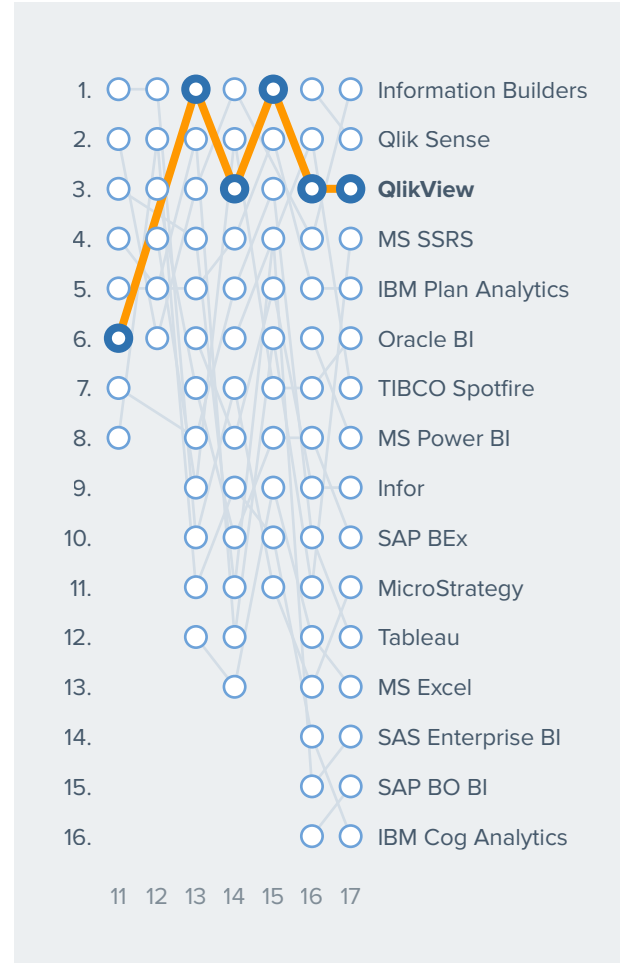 1. Information Builders
2. Qlik Sense
3. QlikView
4. MS SSRS
5. IBM Plan Analytics
6. Oracle BI
7. TIBCO Spotfire
8. MS Power BI
9. Infor
10. SAP BEx
11. MicroStrategy
12. Tableau
13. MS Excel
14. SAS Enterprise BI
15. SAP BO BI
16. IBM Cog Analytics
11 12 13 14 15 16 17